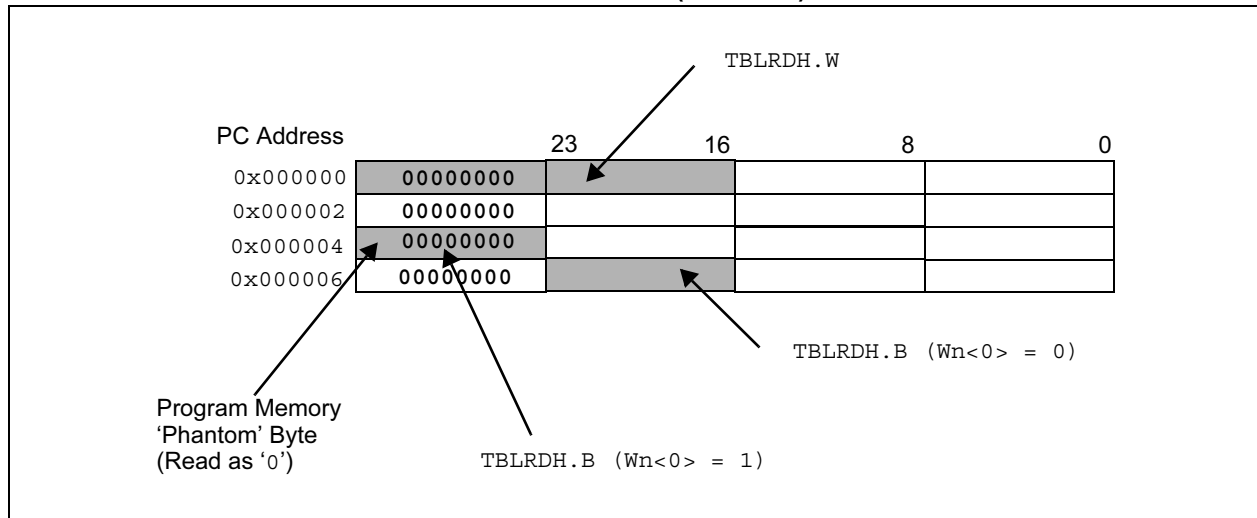 TBLRDH.W
PC Address
23 16 8 0
0x000000 00000000
0x000002 00000000
0x000004 00000000
0x000006 00000000
TBLRDH.B (Wn<0> = 0)
Program Memory
‘Phantom’ Byte
(Read as ‘0’)
TBLRDH.B (Wn<0> = 1)